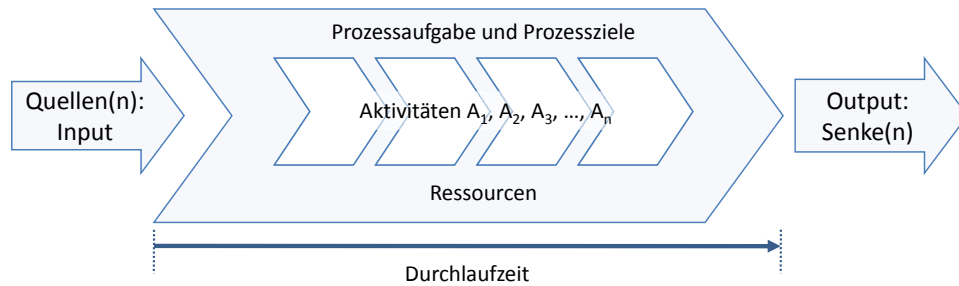 Prozessaufgabe und Prozessziele
Quellen(n):
Input
Aktivitäten A₁, A₂, A₃, ..., Aₙ
Output:
Senke(n)
Ressourcen
Durchlaufzeit